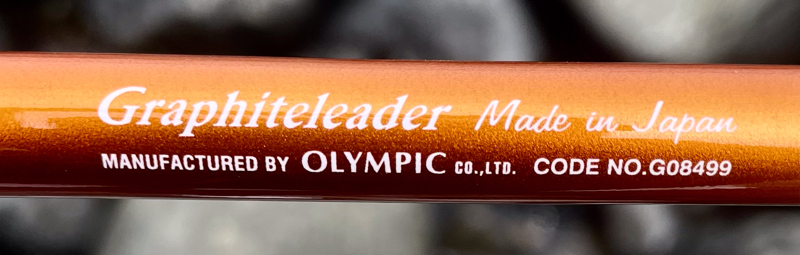 Graphiteleader Made in Japan
MANUFACTURED BY OLYMPIC CO.,LTD. CODE NO.G08499